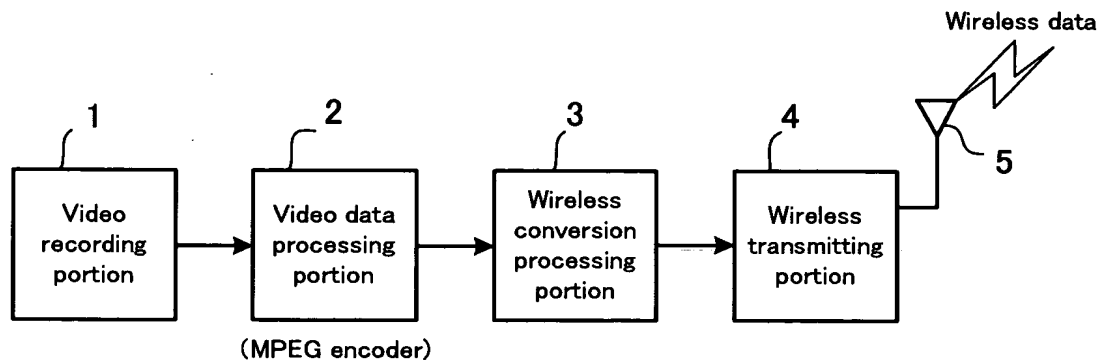 Wireless data
1
2
3
4
5
Video
recording
portion
Video data
processing
portion
Wireless
conversion
processing
portion
Wireless
transmitting
portion
(MPEG encoder)